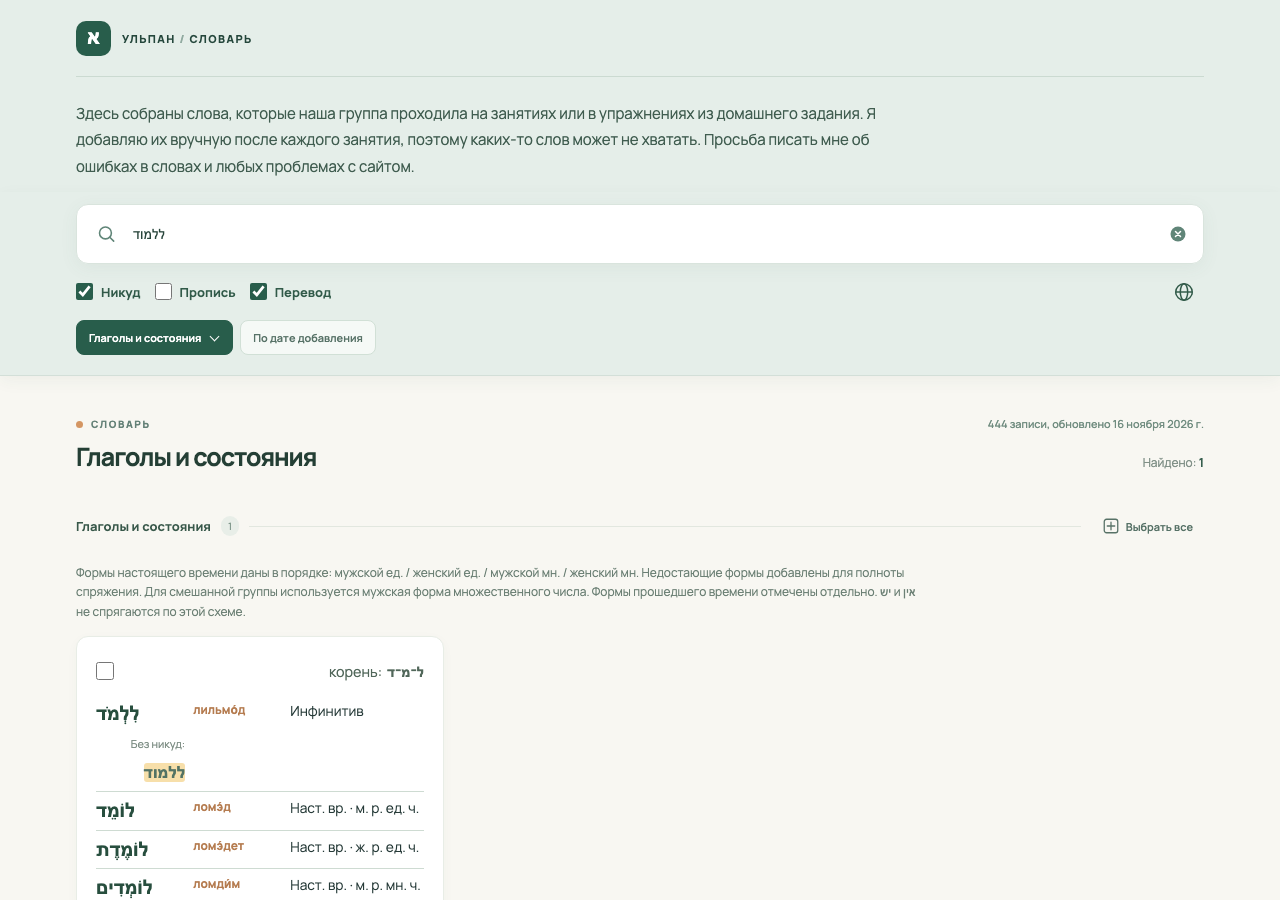 א УЛЬПАН / СЛОВАРЬ
Здесь собраны слова, которые наша группа проходила на занятиях или в упражнениях из домашнего задания. Я
добавляю их вручную после каждого занятия, поэтому каких-то слов может не хватать. Просьба писать мне об
ошибках в словах и любых проблемах с сайтом.
ללמוד
Никуд Пропись Перевод
Глаголы и состояния По дате добавления
СЛОВАРЬ 444 записи, обновлено 16 ноября 2026 г.
Глаголы и состояния Найдено: 1
Глаголы и состояния 1 Выбрать все
Формы настоящего времени даны в порядке: мужской ед. / женский ед. / мужской мн. / женский мн. Недостающие формы добавлены для полноты
спряжения. Для смешанной группы используется мужская форма множественного числа. Формы прошедшего времени отмечены отдельно. יש и אין
не спрягаются по этой схеме.
корень: ל־מ־ד
לִלְמֹד лильмо́д Инфинитив
Без никуд:
ללמוד
לוֹמֵד ломэ́д Наст. вр. · м. р. ед. ч.
לוֹמֶדֶת ломэ́дет Наст. вр. · ж. р. ед. ч.
לוֹמְדִים ломди́м Наст. вр. · м. р. мн. ч.